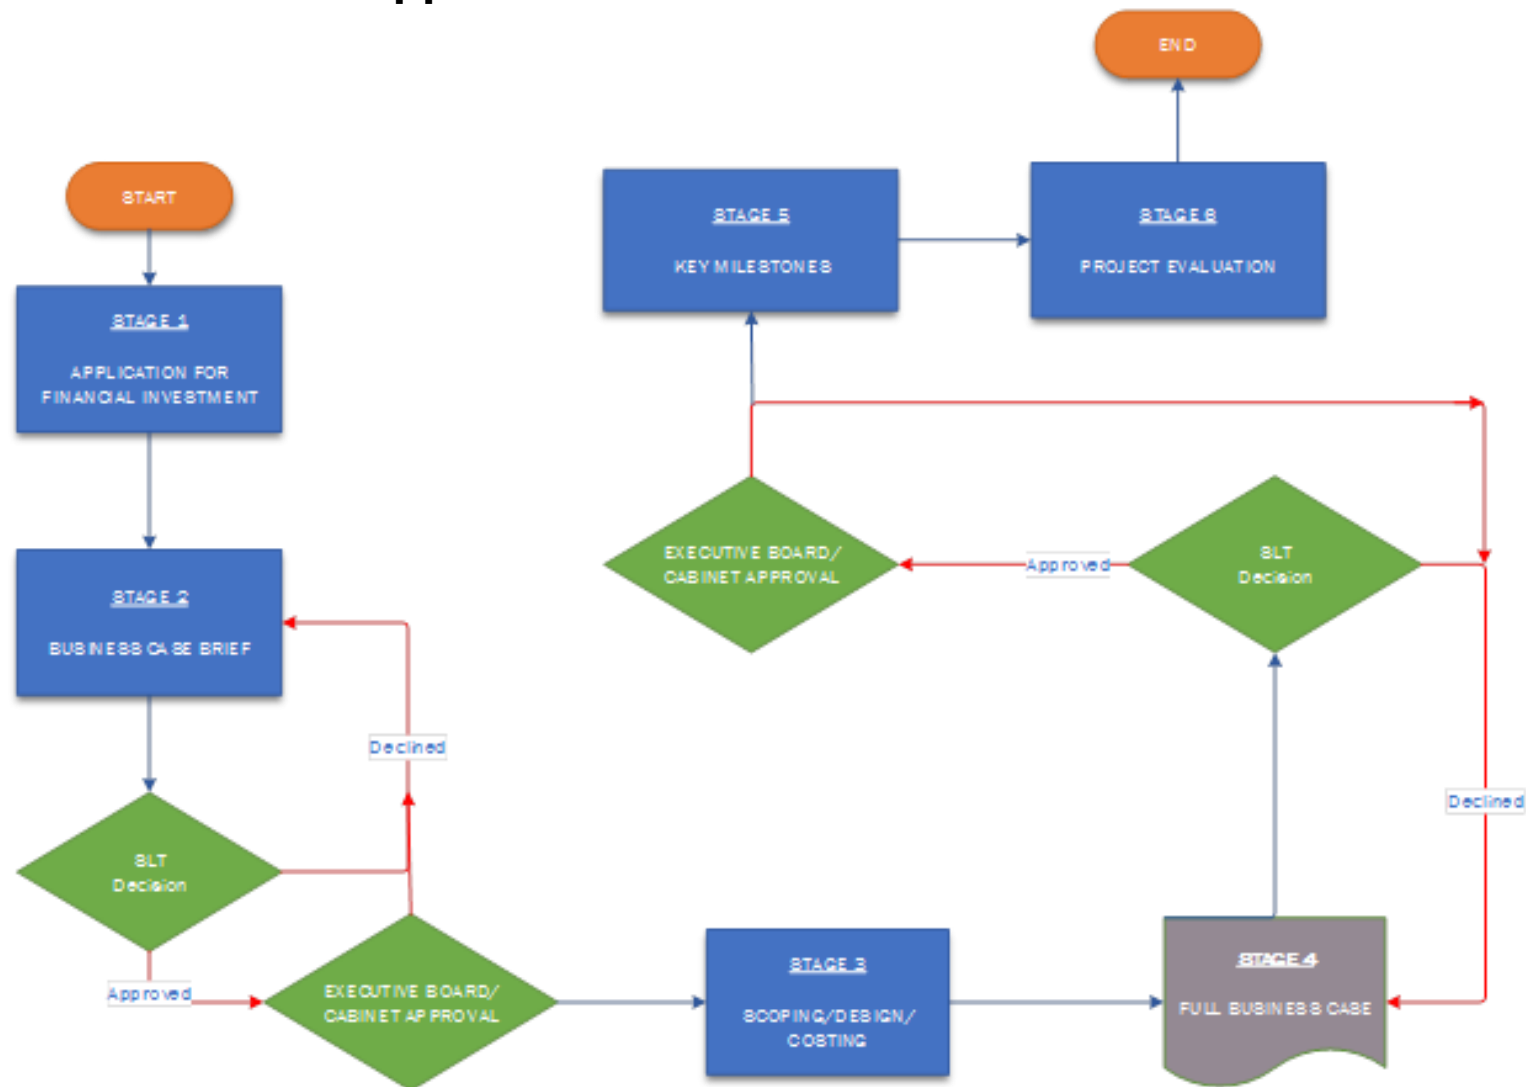 END
START
STAGE 5
KEY MILESTONES
STAGE 6
PROJECT EVALUATION
STAGE 1
APPLICATION FOR
FINANCIAL INVESTMENT
EXECUTIVE BOARD/
CABINET APPROVAL
Approved
SLT
Decision
STAGE 2
BUSINESS CASE BRIEF
Declined
Declined
SLT
Decision
Approved
EXECUTIVE BOARD/
CABINET APPROVAL
STAGE 3
SCOPING/DESIGN/
COSTING
STAGE 4
FULL BUSINESS CASE